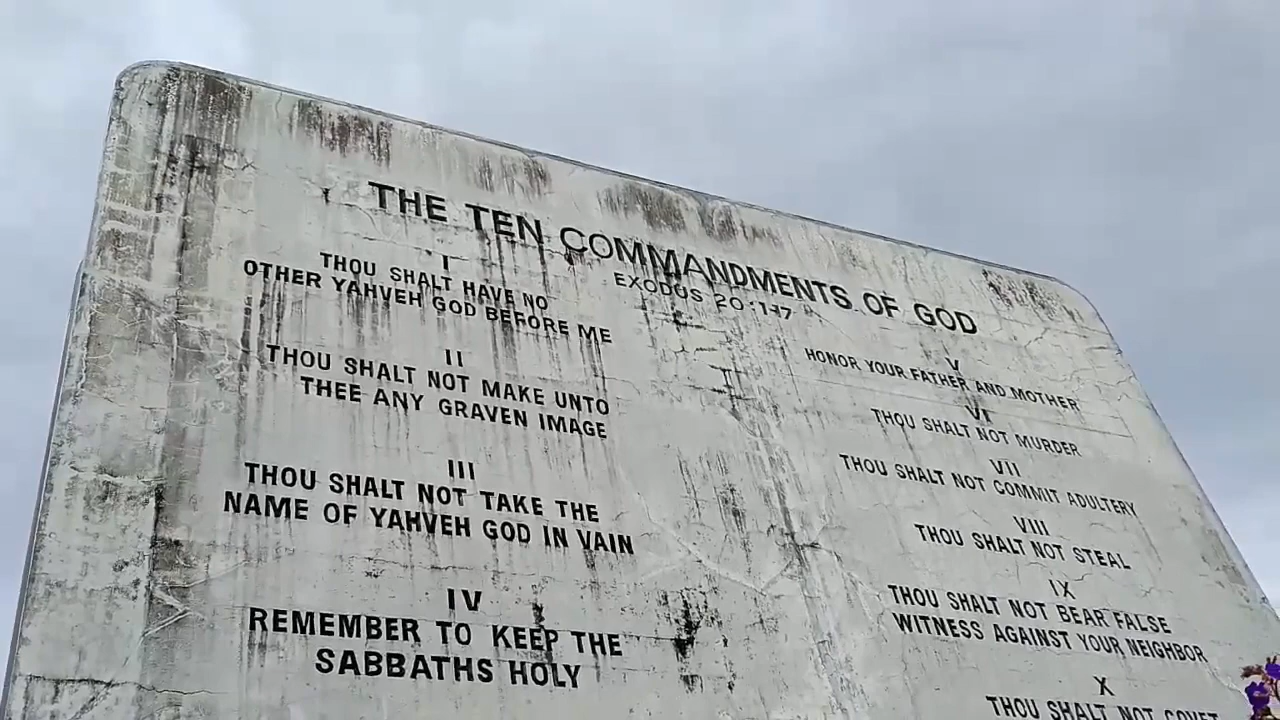 THE TEN COMMANDMENTS OF GOD
EXODUS 20:1-17
I
THOU SHALT HAVE NO
OTHER YAHVEH GOD BEFORE ME
II
THOU SHALT NOT MAKE UNTO
THEE ANY GRAVEN IMAGE
III
THOU SHALT NOT TAKE THE
NAME OF YAHVEH GOD IN VAIN
IV
REMEMBER TO KEEP THE
SABBATHS HOLY
V
HONOR YOUR FATHER AND MOTHER
VI
THOU SHALT NOT MURDER
VII
THOU SHALT NOT COMMIT ADULTERY
VIII
THOU SHALT NOT STEAL
IX
THOU SHALT NOT BEAR FALSE
WITNESS AGAINST YOUR NEIGHBOR
X
THOU SHALT NOT COVET